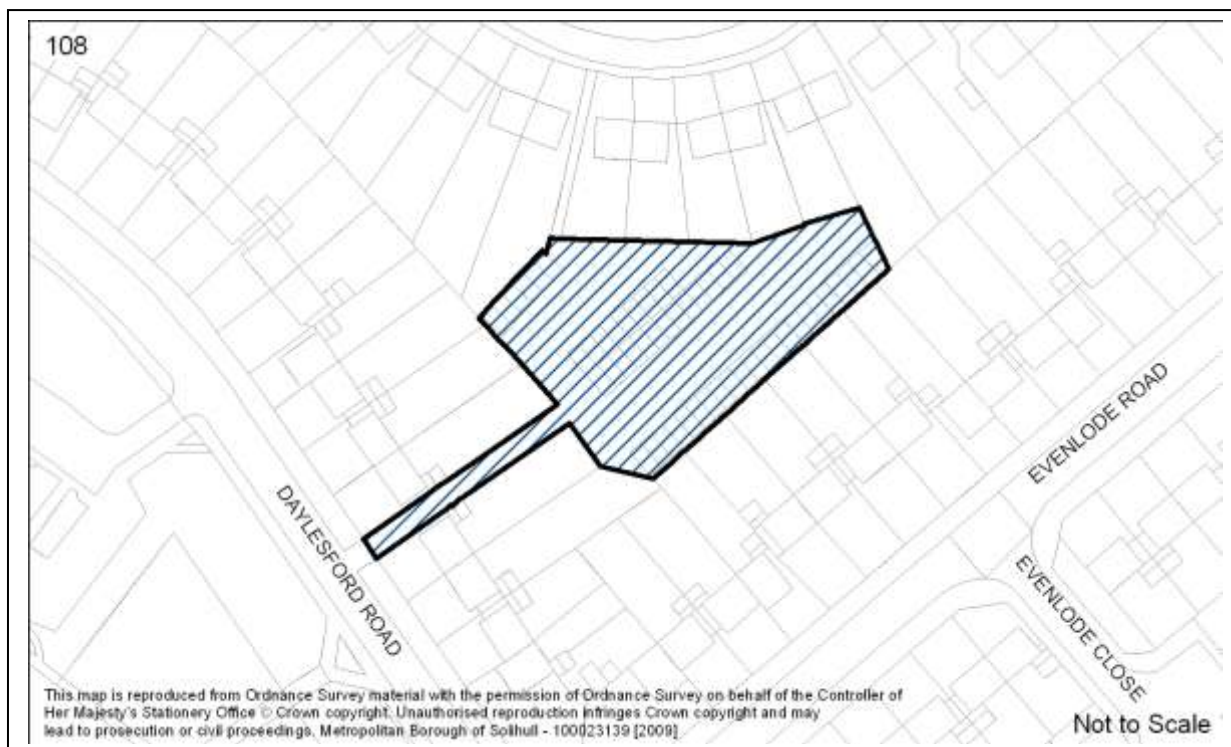 108
DAYLESFORD ROAD
EVENLODE ROAD
EVENLODE CLOSE
This map is reproduced from Ordnance Survey material with the permission of Ordnance Survey on behalf of the Controller of
Her Majesty's Stationery Office © Crown copyright. Unauthorised reproduction infringes Crown copyright and may
lead to prosecution or civil proceedings. Metropolitan Borough of Solihull - 100023139 [2009]
Not to Scale